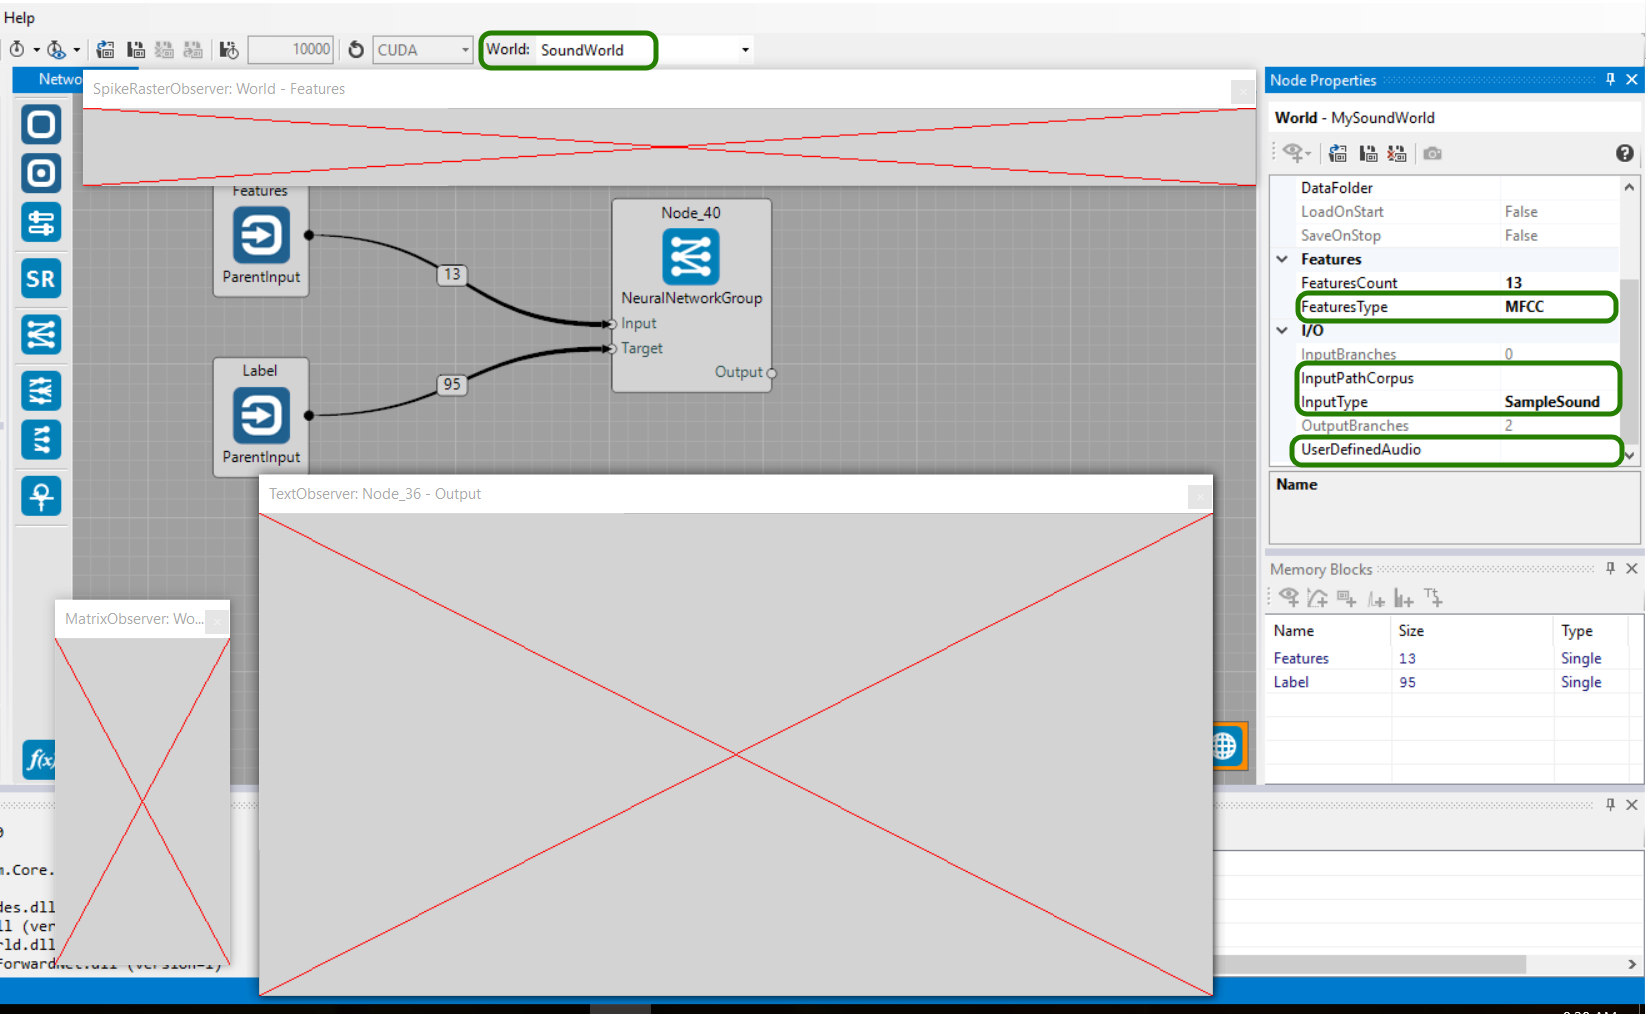 Help
10000
CUDA
World: SoundWorld
SpikeRasterObserver: World - Features
Features
ParentInput
13
Node_40
NeuralNetworkGroup
Input
Target
Output
Label
ParentInput
95
SR
f(x)
TextObserver: Node_36 - Output
MatrixObserver: Wo...
Node Properties
World - MySoundWorld
DataFolder
LoadOnStart False
SaveOnStop False
Features
FeaturesCount 13
FeaturesType MFCC
I/O
InputBranches 0
InputPathCorpus
InputType SampleSound
OutputBranches 2
UserDefinedAudio
Name
Memory Blocks
Name Size Type
Features 13 Single
Label 95 Single
m.Core.
des.dll
ll (ver
rld.dll